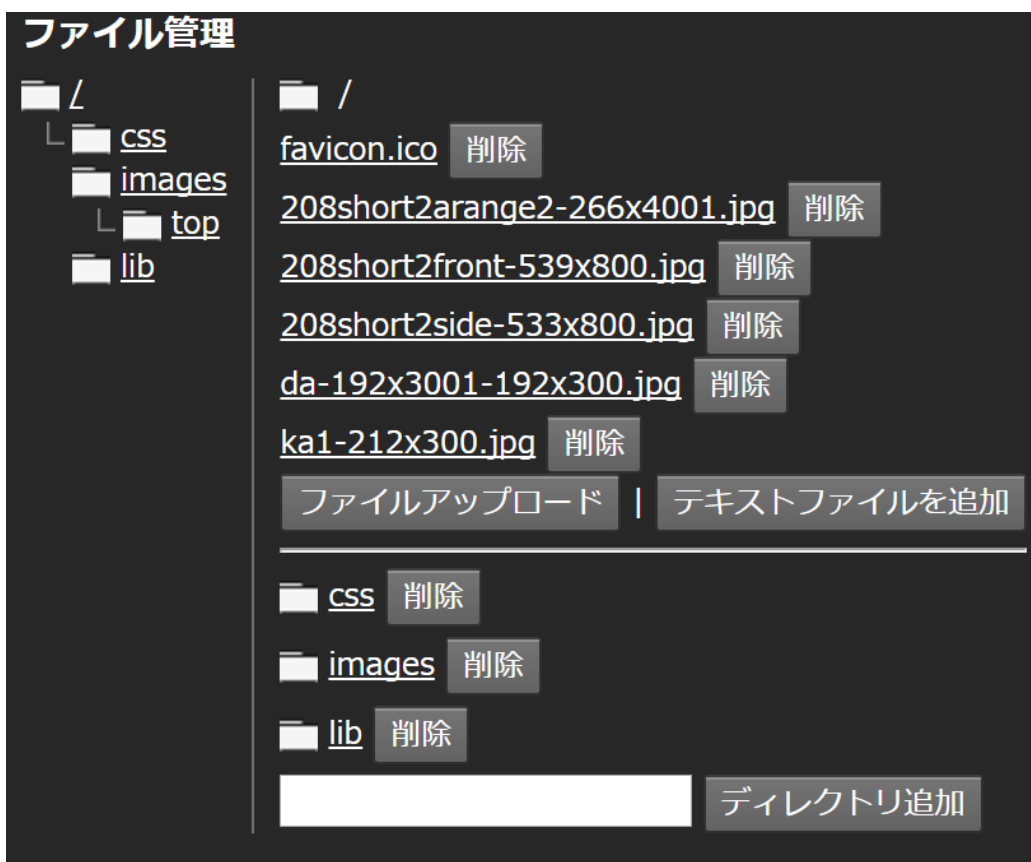 ファイル管理
/
css
images
top
lib
/
favicon.ico 削除
208short2arange2-266x4001.jpg 削除
208short2front-539x800.jpg 削除
208short2side-533x800.jpg 削除
da-192x3001-192x300.jpg 削除
ka1-212x300.jpg 削除
ファイルアップロード | テキストファイルを追加
css 削除
images 削除
lib 削除
ディレクトリ追加